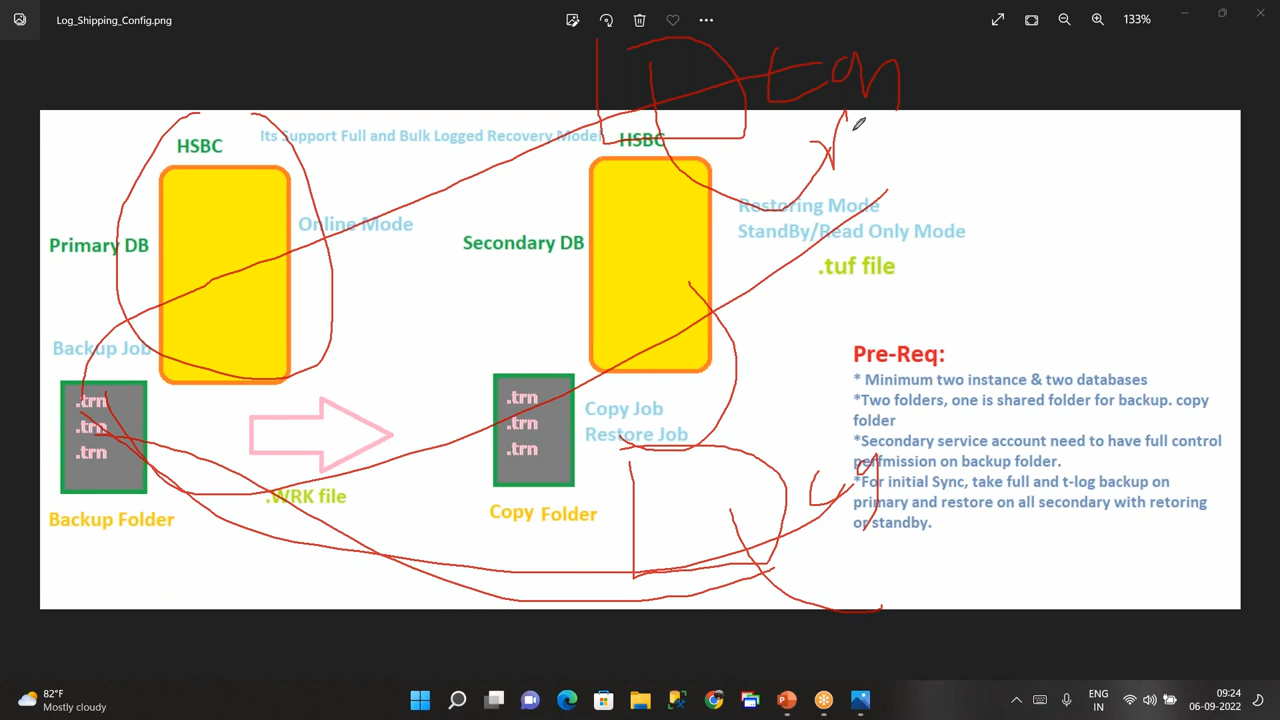 Log_Shipping_Config.png
133%
HSBC
Its Support Full and Bulk Logged Recovery Model
HSBC
Online Mode
Primary DB
Secondary DB
Restoring Mode
StandBy/Read Only Mode
.tuf file
Backup Job
.trn
.trn
.trn
.WRK file
Backup Folder
.trn
.trn
.trn
Copy Job
Restore Job
Copy Folder
Pre-Req:
* Minimum two instance & two databases
*Two folders, one is shared folder for backup. copy
folder
*Secondary service account need to have full control
permission on backup folder.
*For initial Sync, take full and t-log backup on
primary and restore on all secondary with retoring
or standby.
82°F
Mostly cloudy
ENG
IN
09:24
06-09-2022